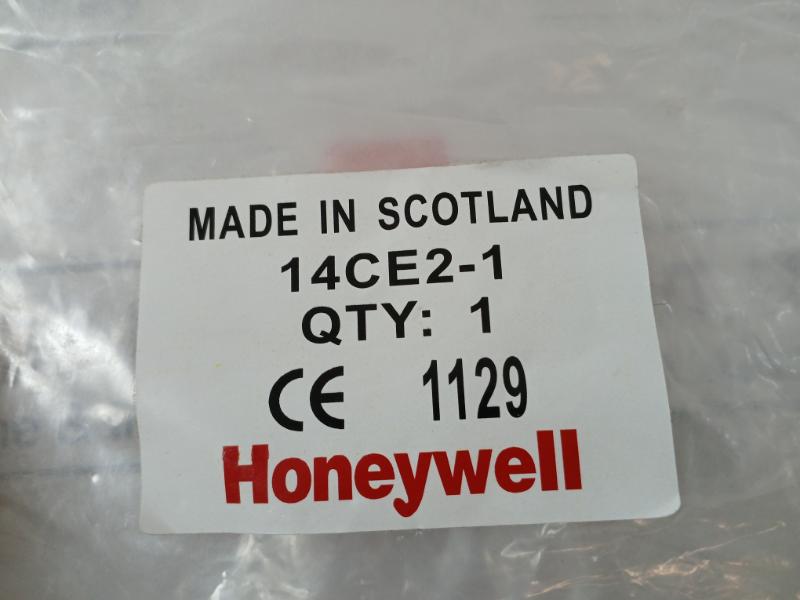 MADE IN SCOTLAND
14CE2-1
QTY: 1
CE 1129
Honeywell